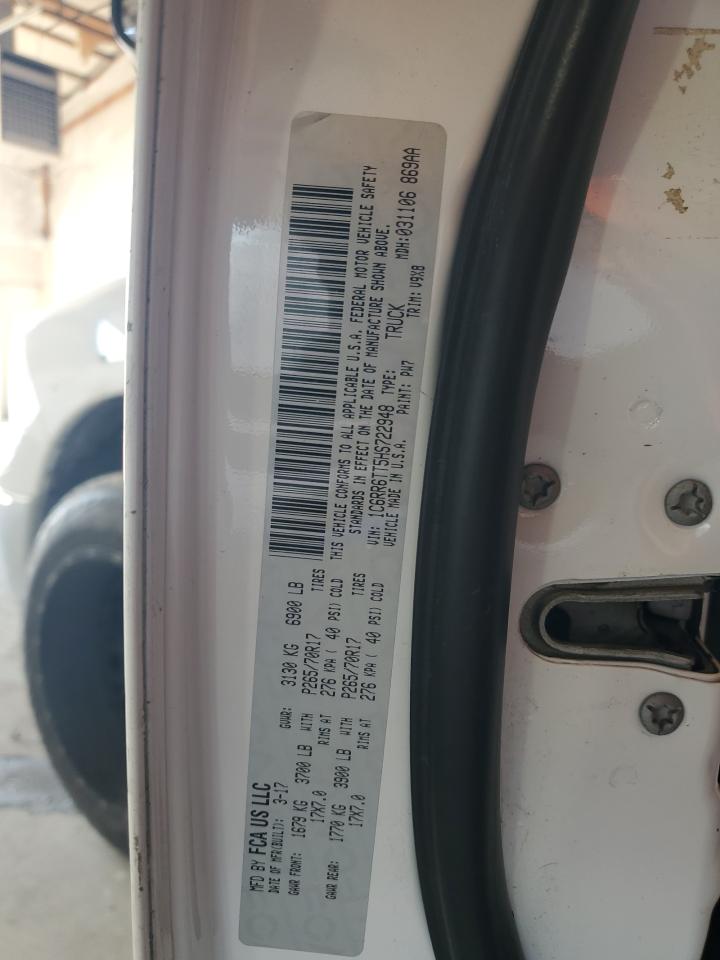 MFD BY FCA US LLC
DATE OF MFR(BUILT): 3-17 GVWR: 3130 KG 6900 LB
GAWR FRONT: 1679 KG 3700 LB WITH P265/70R17 TIRES
17X7.0 RIMS AT 276 KPA ( 40 PSI) COLD
GAWR REAR: 1770 KG 3900 LB WITH P265/70R17 TIRES
17X7.0 RIMS AT 276 KPA ( 40 PSI) COLD
THIS VEHICLE CONFORMS TO ALL APPLICABLE U.S.A. FEDERAL MOTOR VEHICLE SAFETY
STANDARDS IN EFFECT ON THE DATE OF MANUFACTURE SHOWN ABOVE.
VIN: 1C6RR6TT5HS722948 TYPE: TRUCK MDH:031106 869AA
VEHICLE MADE IN U.S.A. PAINT: PW7 TRIM: V9X8